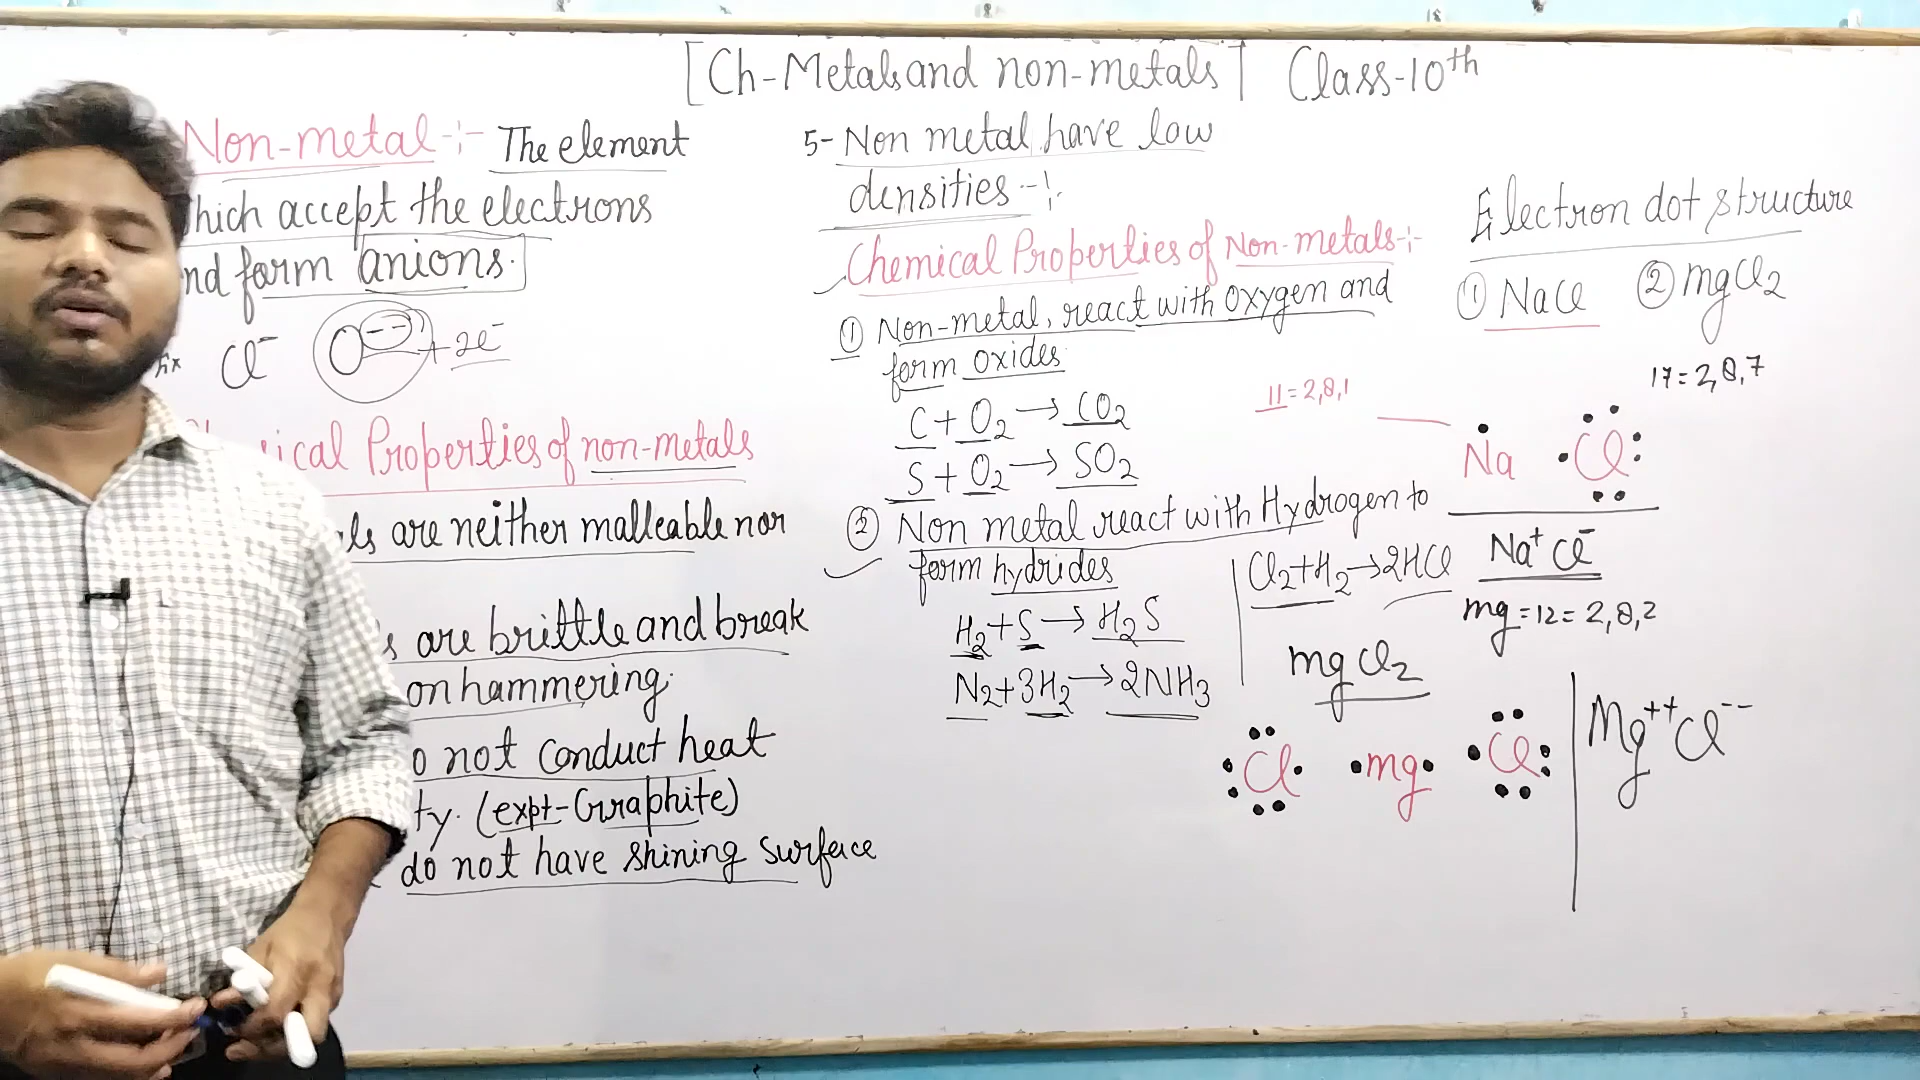 [Ch-Metals and non-metals] Class-10th
Non-metal -:- The element
hich accept the electrons
nd form anions.
Ex Cl⁻ O⁻⁻ + 2e⁻
ical Properties of non-metals
ls are neither malleable nor
s are brittle and break
on hammering.
o not conduct heat
ty. (expt-Graphite)
do not have shining surface
5- Non metal have low
densities -:-
Chemical Properties of Non-metals -:-
① Non-metal, react with oxygen and
form oxides
C + O₂ → CO₂
S + O₂ → SO₂
② Non metal react with Hydrogen to
form hydrides
H₂ + S → H₂S
N₂ + 3H₂ → 2NH₃
Cl₂ + H₂ → 2HCl
Electron dot structure
① NaCl ② mgCl₂
17 = 2,8,7
11 = 2,8,1
Na Cl
Na⁺ Cl⁻
mg = 12 = 2,8,2
mgCl₂
Cl mg Cl
Mg⁺⁺ Cl⁻⁻